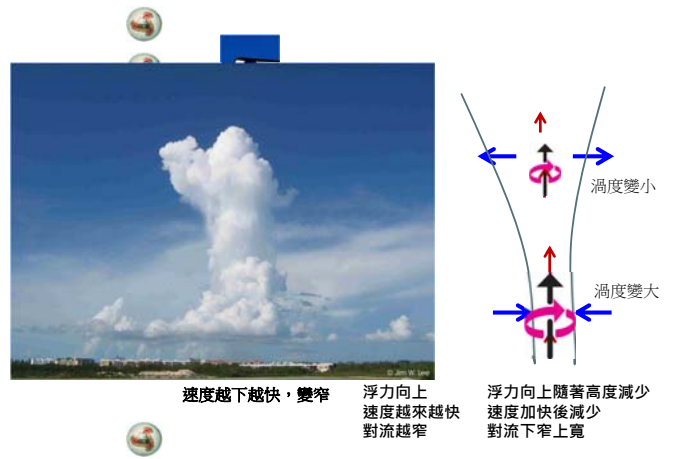 渦度變小
渦度變大
© Jim W. Lee
速度越下越快，變窄
浮力向上
速度越來越快
對流越窄
浮力向上隨著高度減少
速度加快後減少
對流下窄上寬